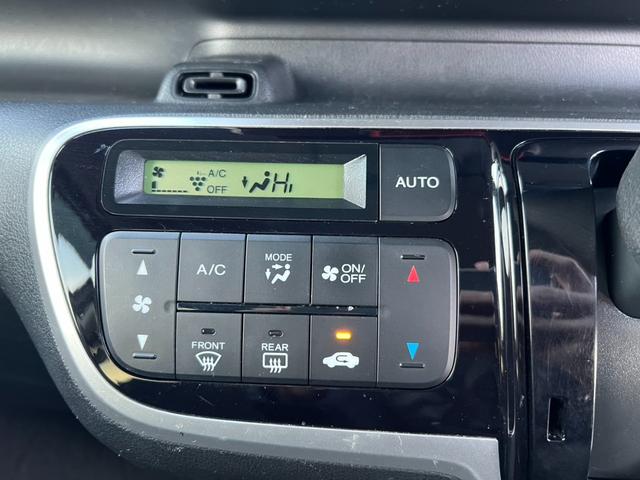 A/C
OFF
Hi
AUTO
A/C
MODE
ON/
OFF
FRONT
REAR